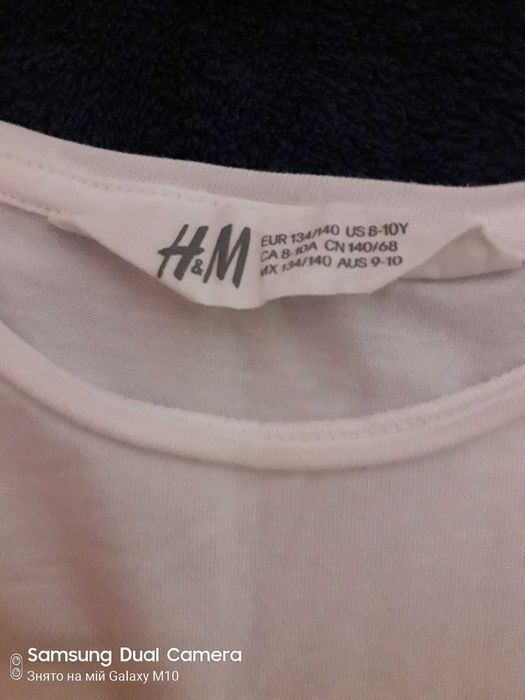 H&M
EUR 134/140 US 8-10Y
CA 8-10A CN 140/68
MX 134/140 AUS 9-10
Samsung Dual Camera
Знято на мій Galaxy M10